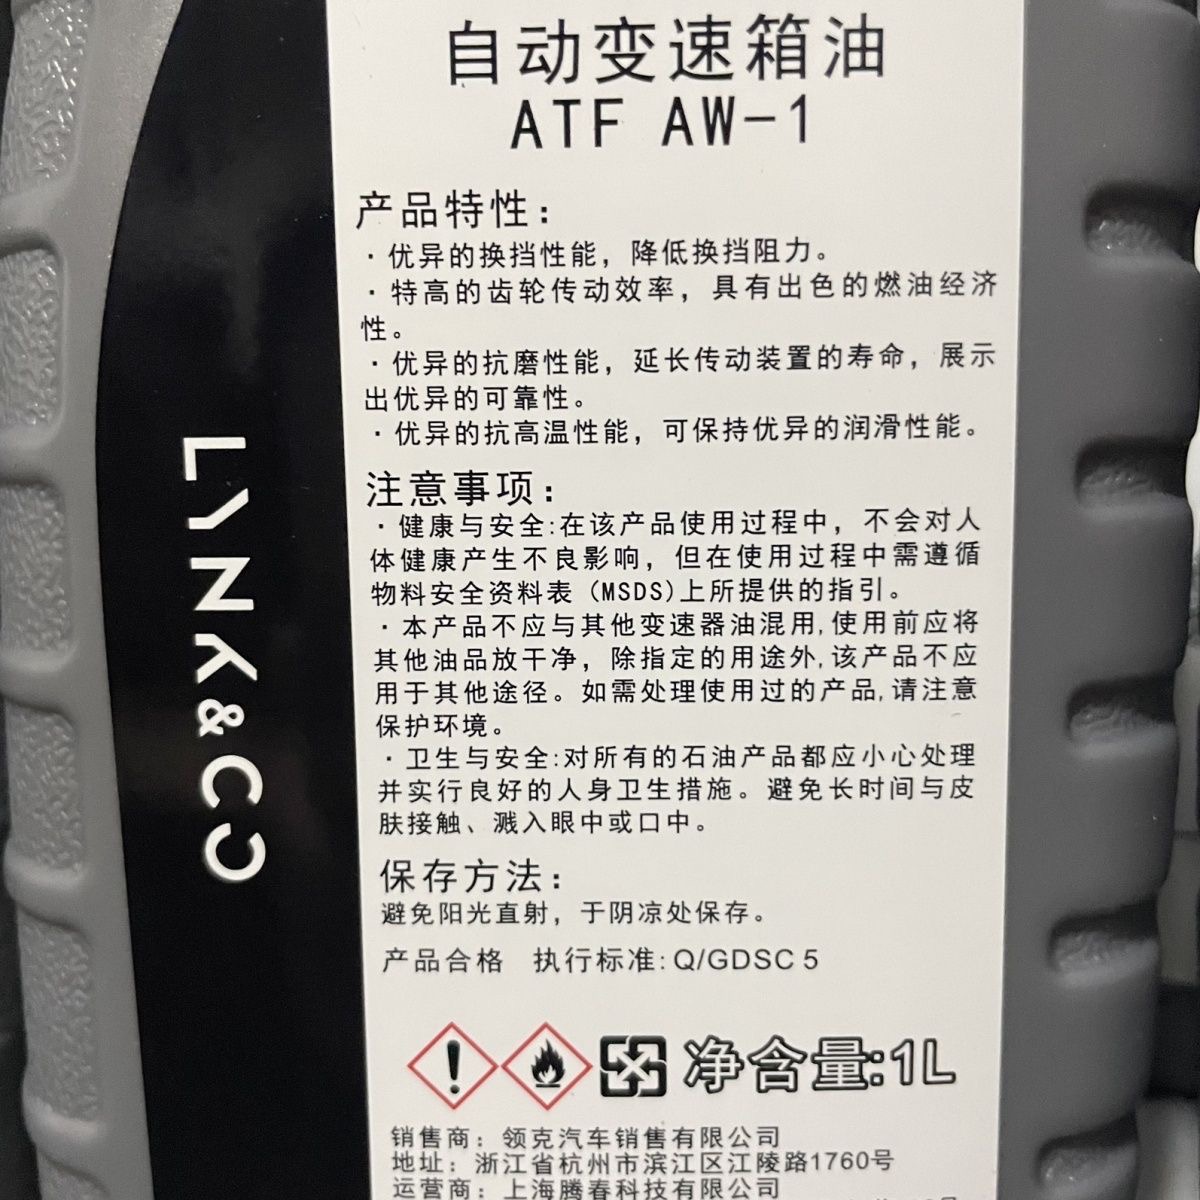 自动变速箱油
ATF AW-1
产品特性:
·优异的换挡性能，降低换挡阻力。
·特高的齿轮传动效率，具有出色的燃油经济
性。
·优异的抗磨性能，延长传动装置的寿命，展示
出优异的可靠性。
·优异的抗高温性能，可保持优异的润滑性能。
注意事项:
·健康与安全:在该产品使用过程中，不会对人
体健康产生不良影响，但在使用过程中需遵循
物料安全资料表 (MSDS)上所提供的指引。
·本产品不应与其他变速器油混用,使用前应将
其他油品放干净，除指定的用途外,该产品不应
用于其他途径。如需处理使用过的产品,请注意
保护环境。
·卫生与安全:对所有的石油产品都应小心处理
并实行良好的人身卫生措施。避免长时间与皮
肤接触、溅入眼中或口中。
保存方法:
避免阳光直射，于阴凉处保存。
产品合格 执行标准: Q/GDSC 5
净含量:1L
销售商: 领克汽车销售有限公司
地址: 浙江省杭州市滨江区江陵路1760号
运营商: 上海腾春科技有限公司
LYNK&CO